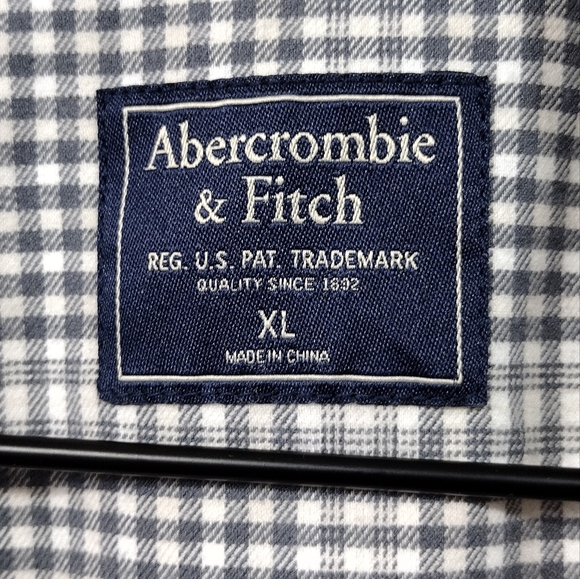 Abercrombie
& Fitch
REG. U.S. PAT. TRADEMARK
QUALITY SINCE 1892
XL
MADE IN CHINA